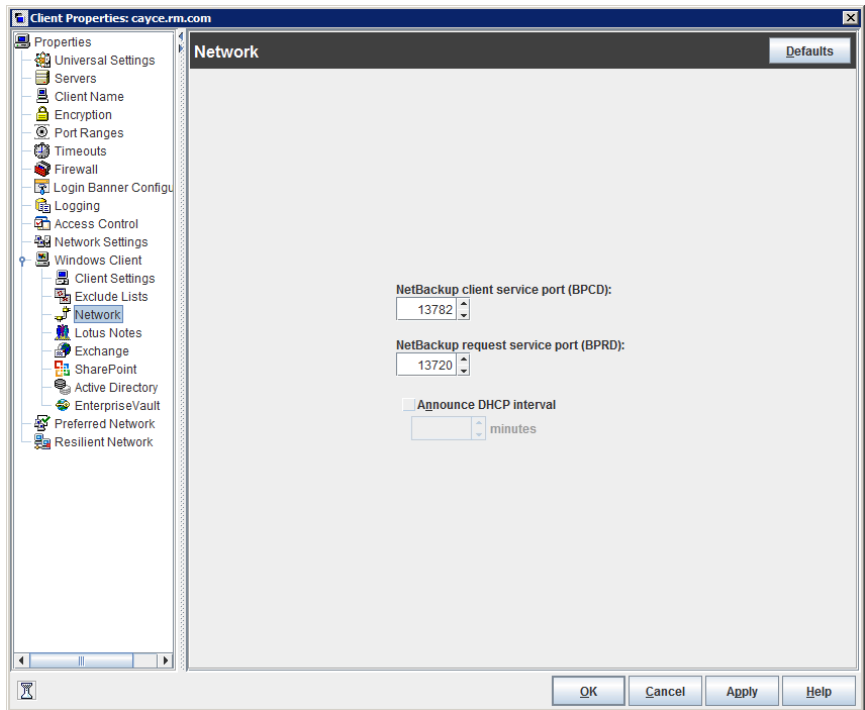 Client Properties: cayce.rm.com
Properties
Universal Settings
Servers
Client Name
Encryption
Port Ranges
Timeouts
Firewall
Login Banner Configu
Logging
Access Control
Network Settings
Windows Client
Client Settings
Exclude Lists
Network
Lotus Notes
Exchange
SharePoint
Active Directory
EnterpriseVault
Preferred Network
Resilient Network
Network
Defaults
NetBackup client service port (BPCD):
13782
NetBackup request service port (BPRD):
13720
Announce DHCP interval
minutes
OK
Cancel
Apply
Help